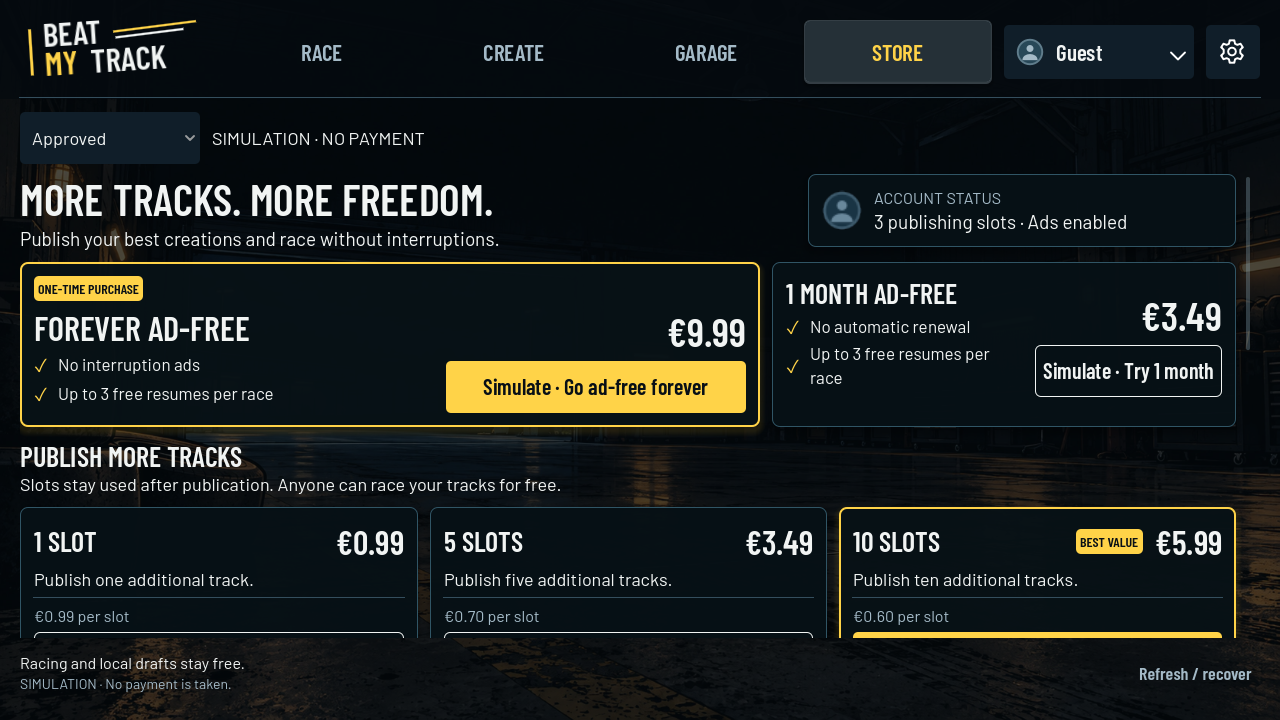 BEAT
MY TRACK
RACE
CREATE
GARAGE
STORE
Guest
Approved
SIMULATION · NO PAYMENT
MORE TRACKS. MORE FREEDOM.
Publish your best creations and race without interruptions.
ACCOUNT STATUS
3 publishing slots · Ads enabled
ONE-TIME PURCHASE
FOREVER AD-FREE
€9.99
✓ No interruption ads
✓ Up to 3 free resumes per race
Simulate · Go ad-free forever
1 MONTH AD-FREE
€3.49
✓ No automatic renewal
✓ Up to 3 free resumes per
race
Simulate · Try 1 month
PUBLISH MORE TRACKS
Slots stay used after publication. Anyone can race your tracks for free.
1 SLOT
€0.99
Publish one additional track.
€0.99 per slot
5 SLOTS
€3.49
Publish five additional tracks.
€0.70 per slot
10 SLOTS
BEST VALUE
€5.99
Publish ten additional tracks.
€0.60 per slot
Racing and local drafts stay free.
SIMULATION · No payment is taken.
Refresh / recover